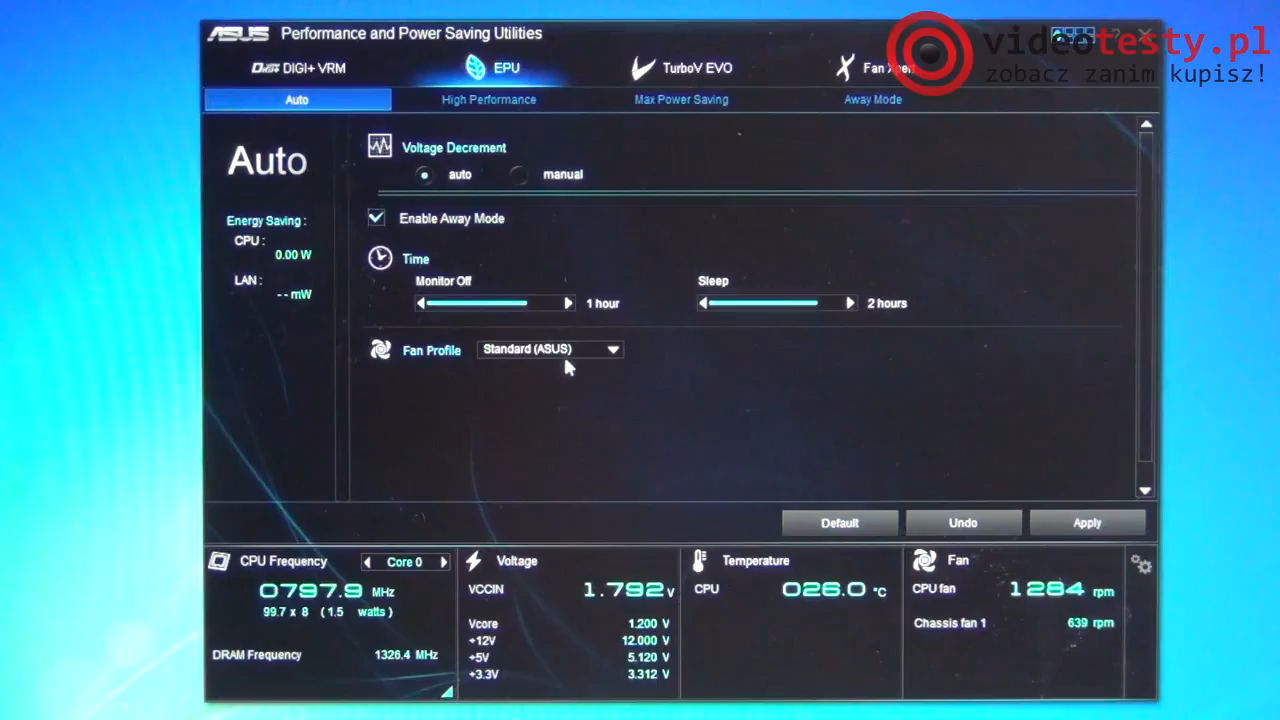 ASUS Performance and Power Saving Utilities
videotesty.pl
zobacz zanim kupisz!
DIGI+ VRM EPU TurboV EVO Fan Xpert
Auto High Performance Max Power Saving Away Mode
Auto
Energy Saving :
CPU :
0.00 W
LAN :
-- mW
Voltage Decrement
auto manual
Enable Away Mode
Time
Monitor Off Sleep
1 hour 2 hours
Fan Profile Standard (ASUS)
Default Undo Apply
CPU Frequency Core 0
0797.9 MHz
99.7 x 8 ( 1.5 watts )
DRAM Frequency 1326.4 MHz
Voltage
VCCIN 1.792 v
Vcore 1.200 V
+12V 12.000 V
+5V 5.120 V
+3.3V 3.312 V
Temperature
CPU 026.0 °C
Fan
CPU fan 1284 rpm
Chassis fan 1 639 rpm